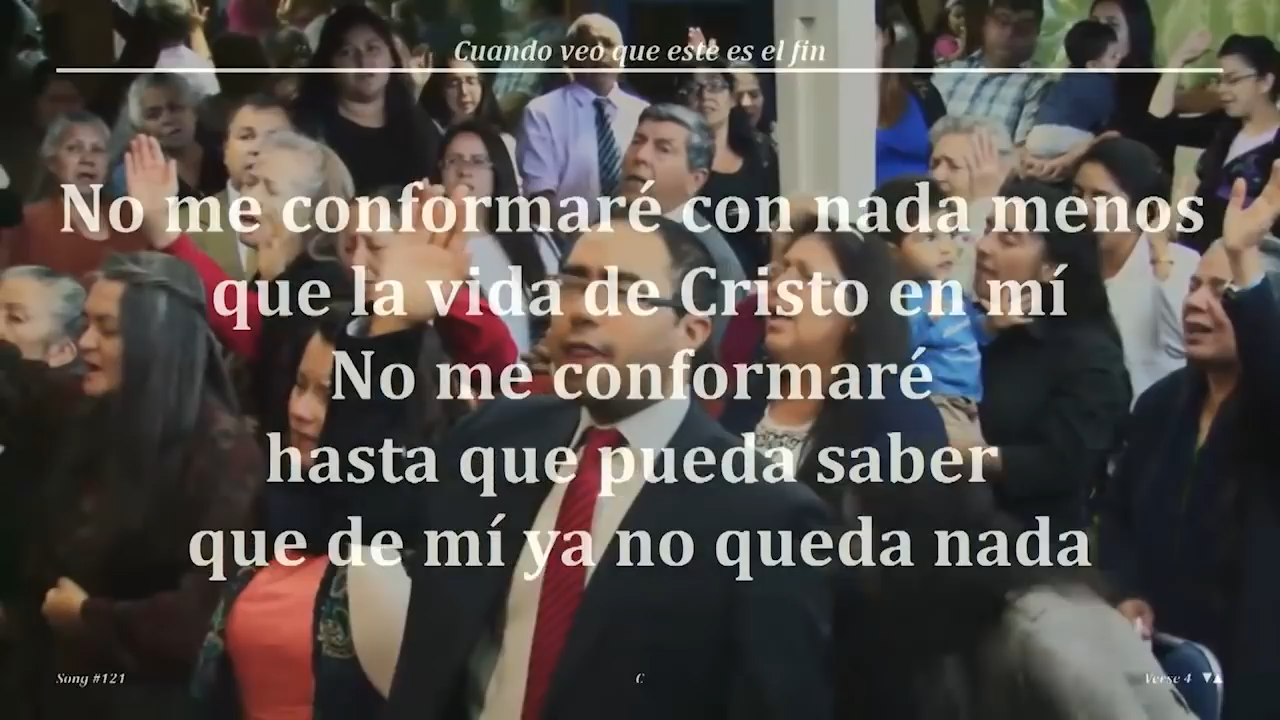 Cuando veo que este es el fin
No me conformaré con nada menos
que la vida de Cristo en mí
No me conformaré
hasta que pueda saber
que de mí ya no queda nada
Song #121
C
Verse 4 ▼▲